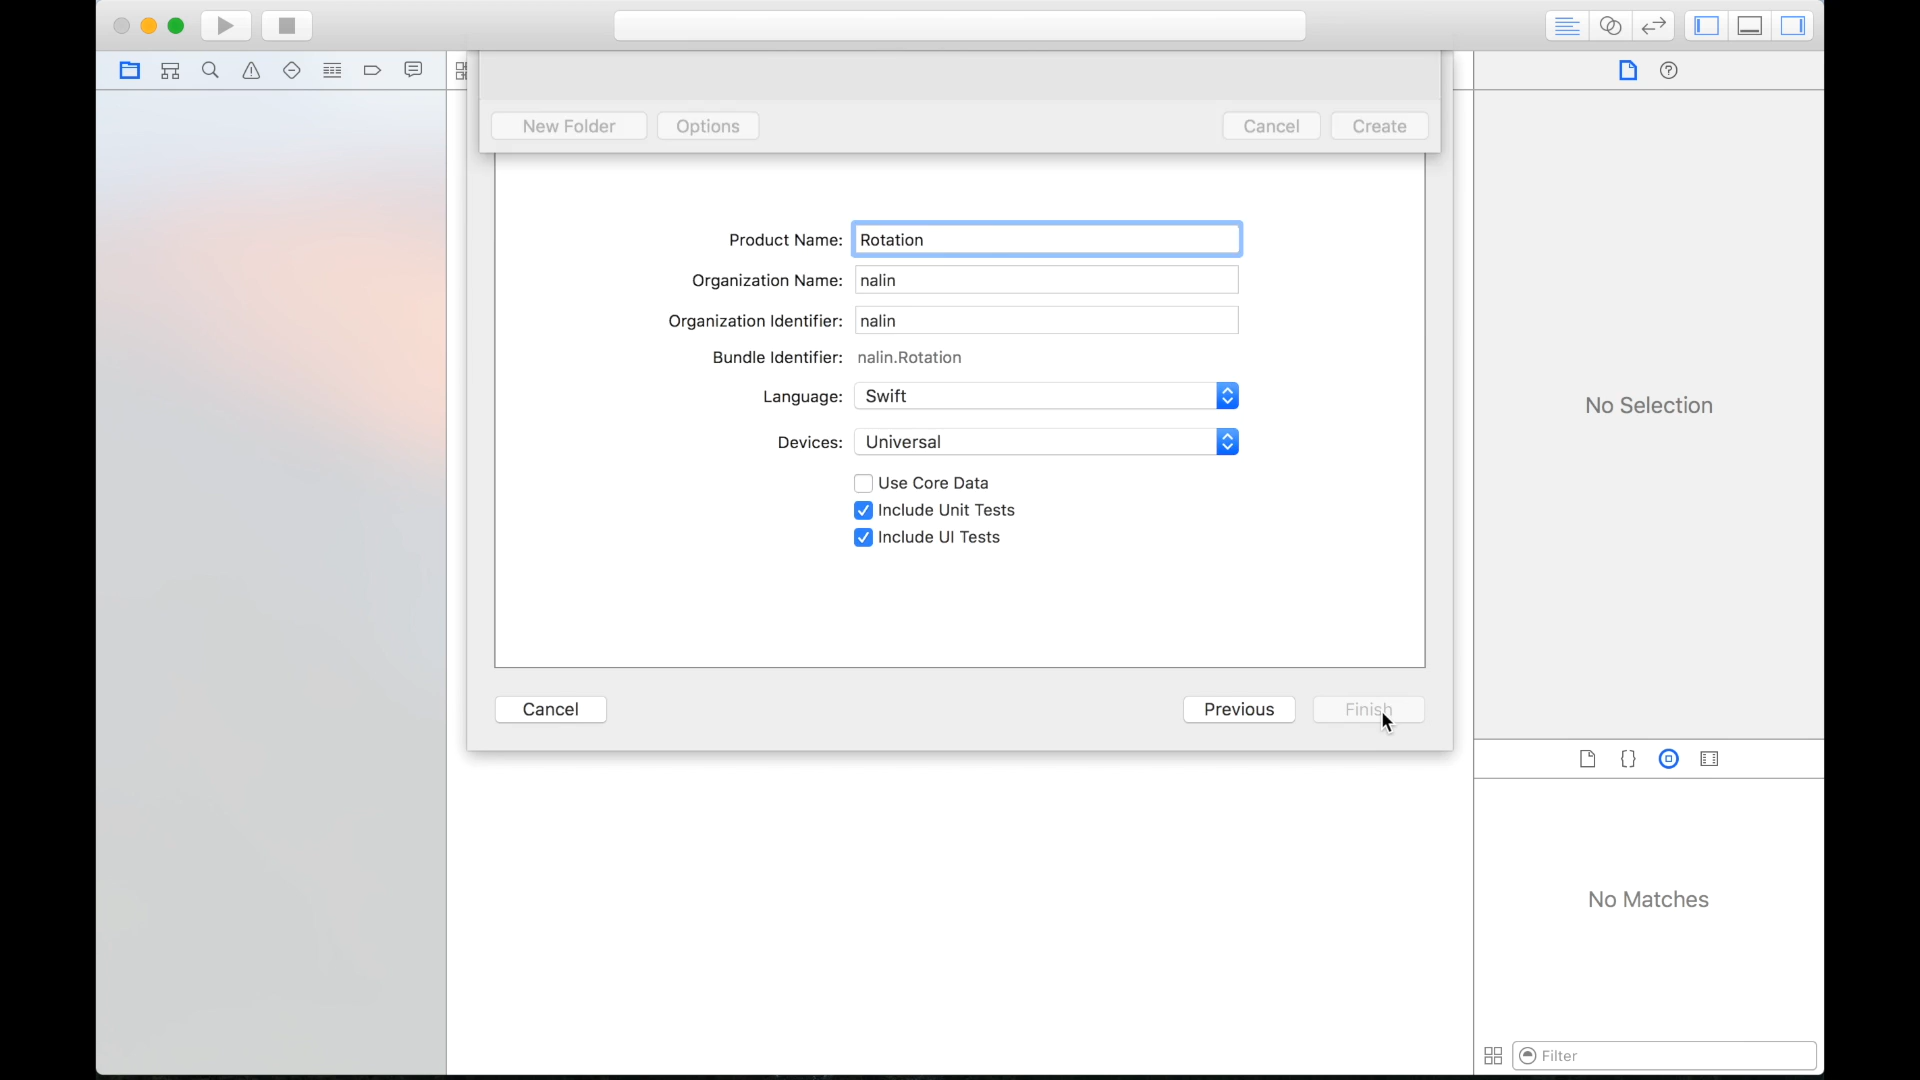 New Folder
Options
Cancel
Create
Product Name: Rotation
Organization Name: nalin
Organization Identifier: nalin
Bundle Identifier: nalin.Rotation
Language: Swift
Devices: Universal
Use Core Data
Include Unit Tests
Include UI Tests
Cancel
Previous
Finish
No Selection
No Matches
Filter